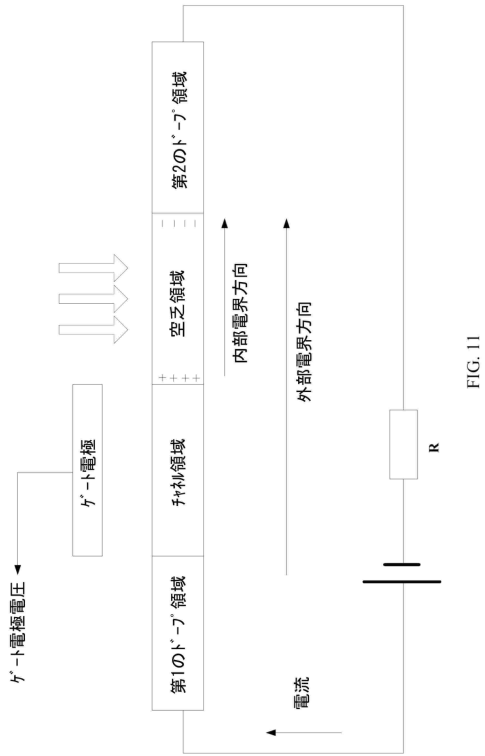 ゲート電極電圧
ゲート電極
第1のドープ領域
チャネル領域
+ + + +
空乏領域
− − − −
第2のドープ領域
内部電界方向
外部電界方向
電流
R
FIG. 11